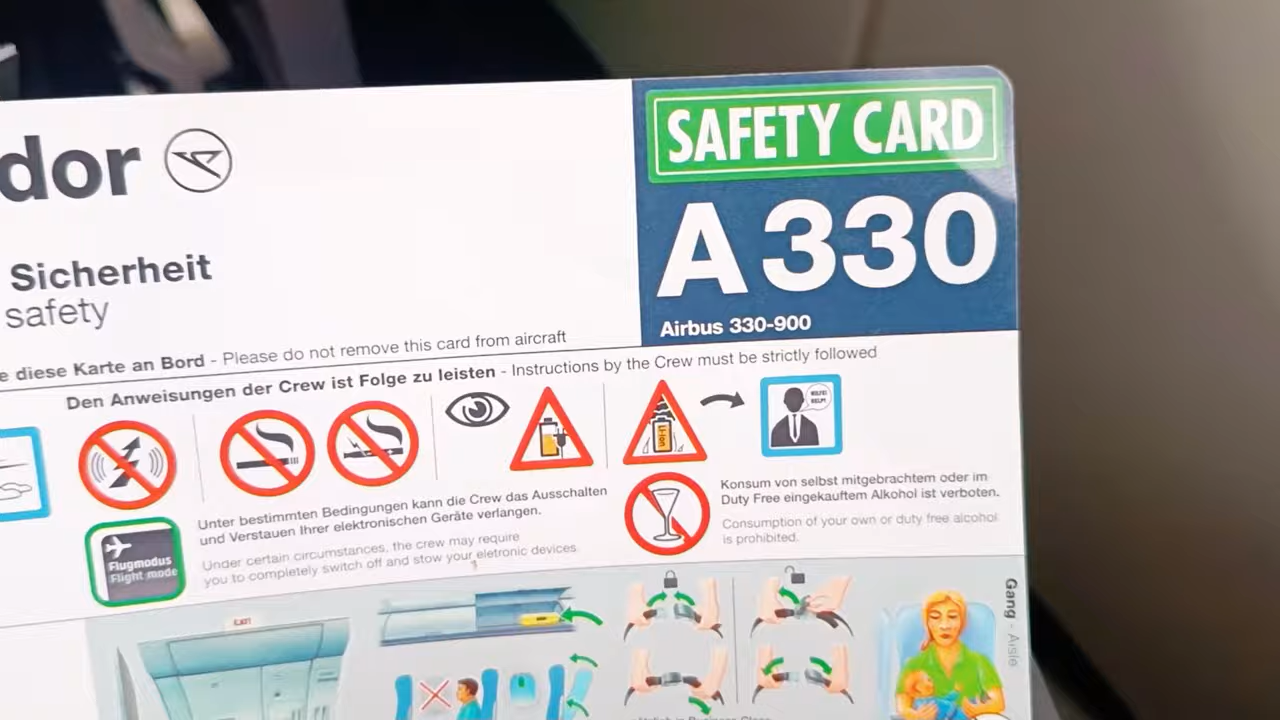 dor
SAFETY CARD
A330
Airbus 330-900
Sicherheit
safety
e diese Karte an Bord - Please do not remove this card from aircraft
Den Anweisungen der Crew ist Folge zu leisten - Instructions by the Crew must be strictly followed
HILFE!
HELP!
Li-ion
Konsum von selbst mitgebrachtem oder im
Duty Free eingekauftem Alkohol ist verboten.
Consumption of your own or duty free alcohol
is prohibited.
Unter bestimmten Bedingungen kann die Crew das Ausschalten
und Verstauen Ihrer elektronischen Geräte verlangen.
Under certain circumstances, the crew may require
you to completely switch off and stow your eletronic devices.
Flugmodus
Flight mode
EXIT
Gang - Aisle